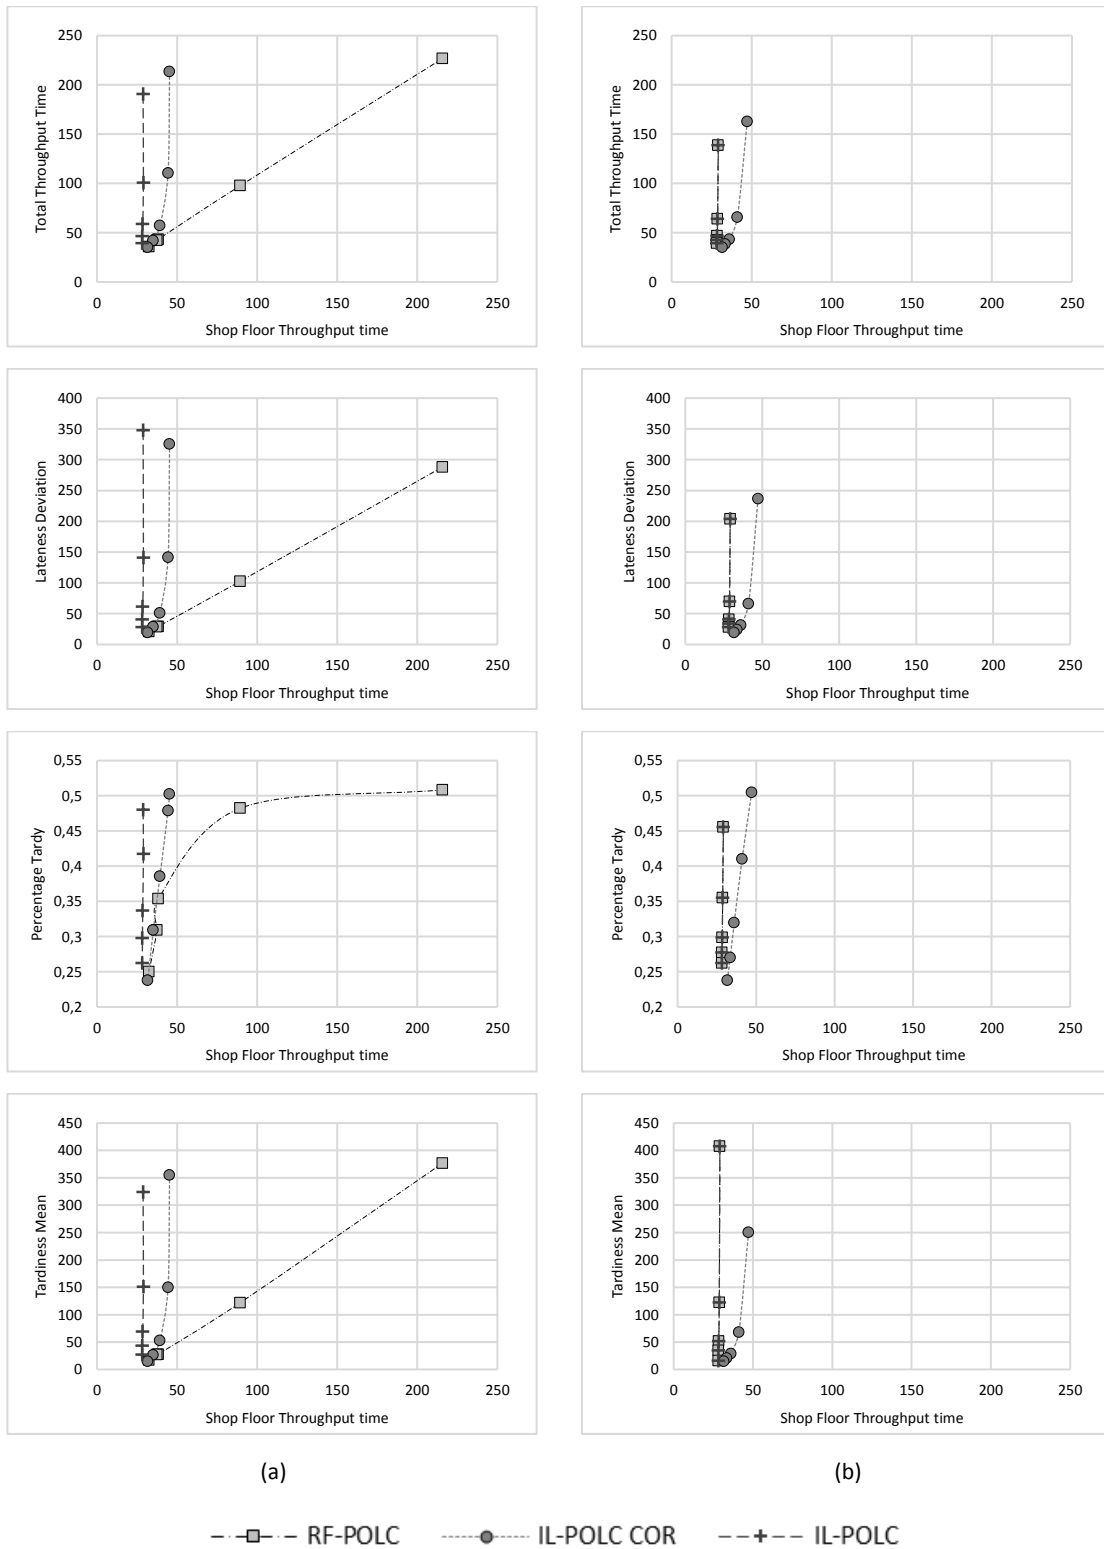 250
200
150
100
50
0
Total Throughput Time
0 50 100 150 200 250
Shop Floor Throughput time
250
200
150
100
50
0
Total Throughput Time
0 50 100 150 200 250
Shop Floor Throughput time
400
350
300
250
200
150
100
50
0
Lateness Deviation
0 50 100 150 200 250
Shop Floor Throughput time
400
350
300
250
200
150
100
50
0
Lateness Deviation
0 50 100 150 200 250
Shop Floor Throughput time
0,55
0,5
0,45
0,4
0,35
0,3
0,25
0,2
Percentage Tardy
0 50 100 150 200 250
Shop Floor Throughput time
0,55
0,5
0,45
0,4
0,35
0,3
0,25
0,2
Percentage Tardy
0 50 100 150 200 250
Shop Floor Throughput time
450
400
350
300
250
200
150
100
50
0
Tardiness Mean
0 50 100 150 200 250
Shop Floor Throughput time
450
400
350
300
250
200
150
100
50
0
Tardiness Mean
0 50 100 150 200 250
Shop Floor Throughput time
(a) (b)
RF-POLC IL-POLC COR IL-POLC